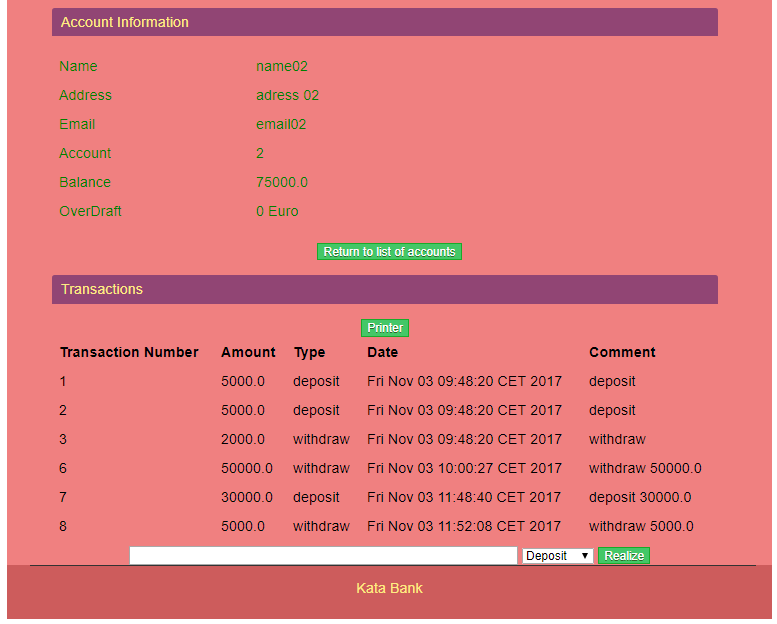 Account Information
Name name02
Address adress 02
Email email02
Account 2
Balance 75000.0
OverDraft 0 Euro
Return to list of accounts
Transactions
Printer
Transaction Number Amount Type Date Comment
1 5000.0 deposit Fri Nov 03 09:48:20 CET 2017 deposit
2 5000.0 deposit Fri Nov 03 09:48:20 CET 2017 deposit
3 2000.0 withdraw Fri Nov 03 09:48:20 CET 2017 withdraw
6 50000.0 withdraw Fri Nov 03 10:00:27 CET 2017 withdraw 50000.0
7 30000.0 deposit Fri Nov 03 11:48:40 CET 2017 deposit 30000.0
8 5000.0 withdraw Fri Nov 03 11:52:08 CET 2017 withdraw 5000.0
Deposit Realize
Kata Bank